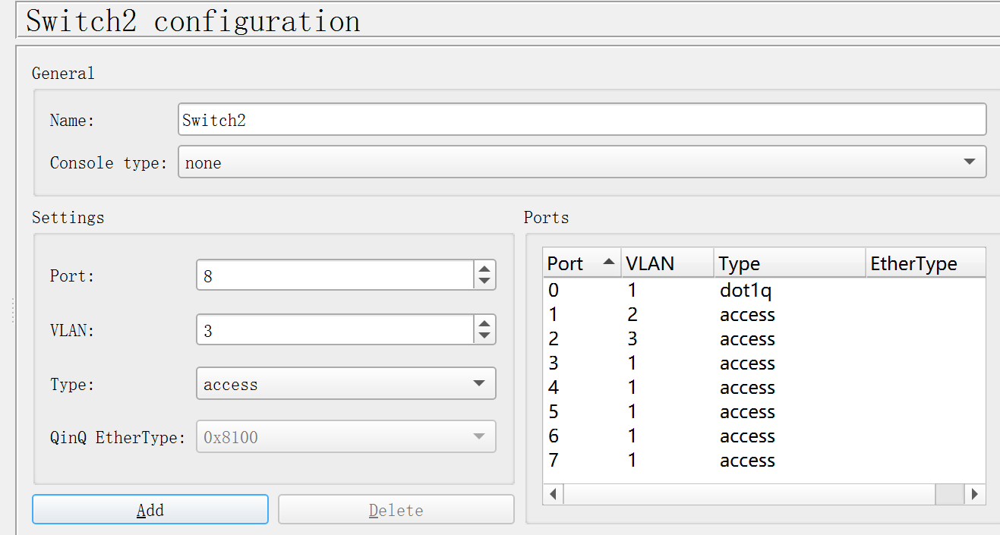 Switch2 configuration
General
Name: Switch2
Console type: none
Settings
Port: 8
VLAN: 3
Type: access
QinQ EtherType: 0x8100
Add Delete
Ports
Port VLAN Type EtherType
0 1 dot1q
1 2 access
2 3 access
3 1 access
4 1 access
5 1 access
6 1 access
7 1 access